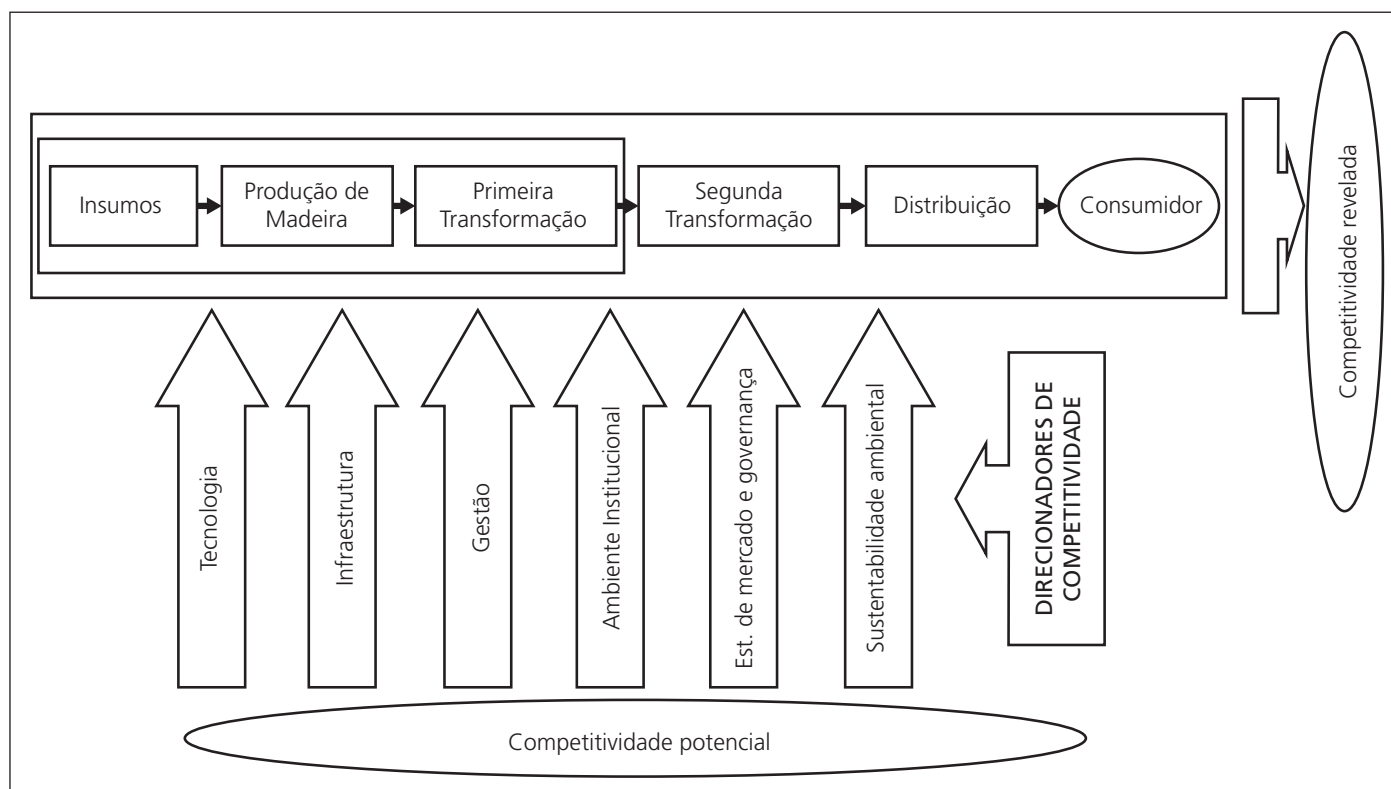 Insumos
Produção de
Madeira
Primeira
Transformação
Segunda
Transformação
Distribuição
Consumidor
Competitividade revelada
Tecnologia
Infraestrutura
Gestão
Ambiente Institucional
Est. de mercado e governança
Sustentabilidade ambiental
DIRECIONADORES DE
COMPETITIVIDADE
Competitividade potencial